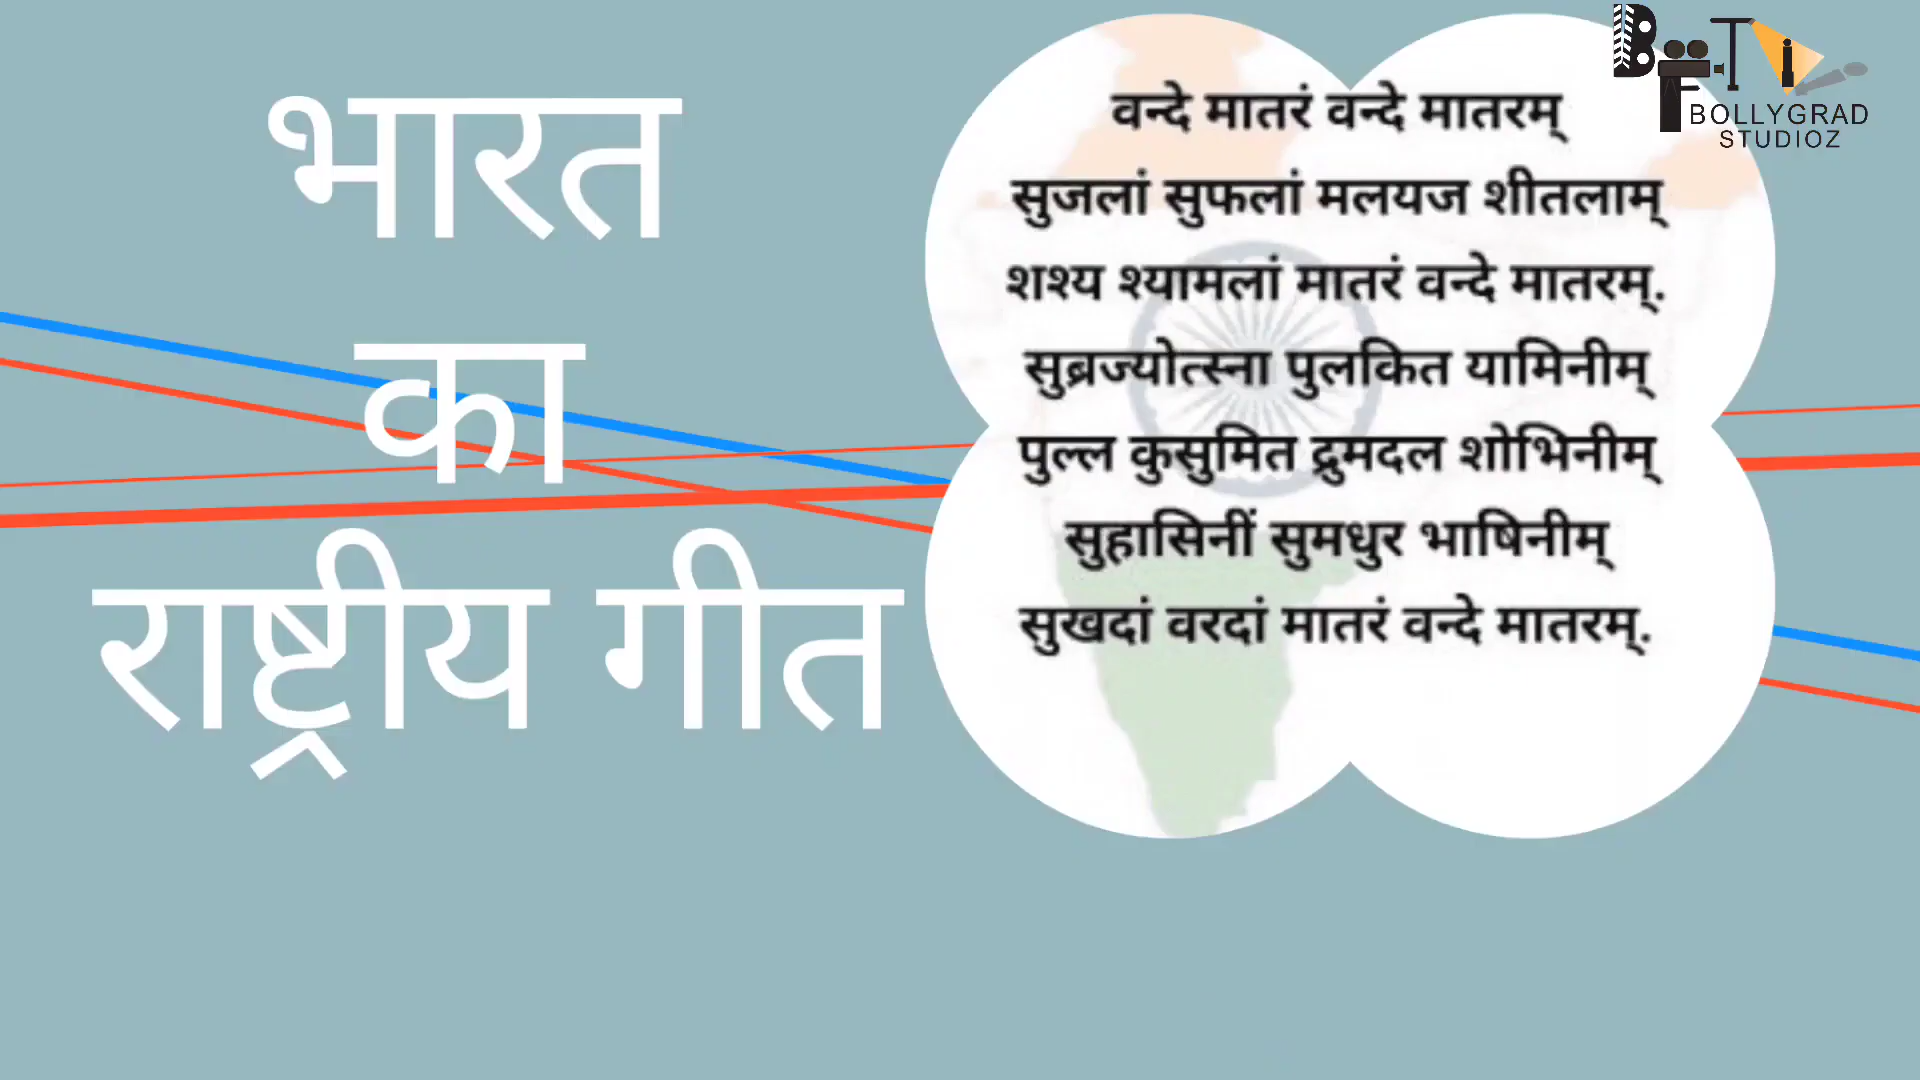 भारत
का
राष्ट्रीय गीत
वन्दे मातरं वन्दे मातरम्
सुजलां सुफलां मलयज शीतलाम्
शश्य श्यामलां मातरं वन्दे मातरम्.
सुब्रज्योत्स्ना पुलकित यामिनीम्
पुल्ल कुसुमित द्रुमदल शोभिनीम्
सुहासिनीं सुमधुर भाषिनीम्
सुखदां वरदां मातरं वन्दे मातरम्.
BFTi
BOLLYGRAD
STUDIOZ